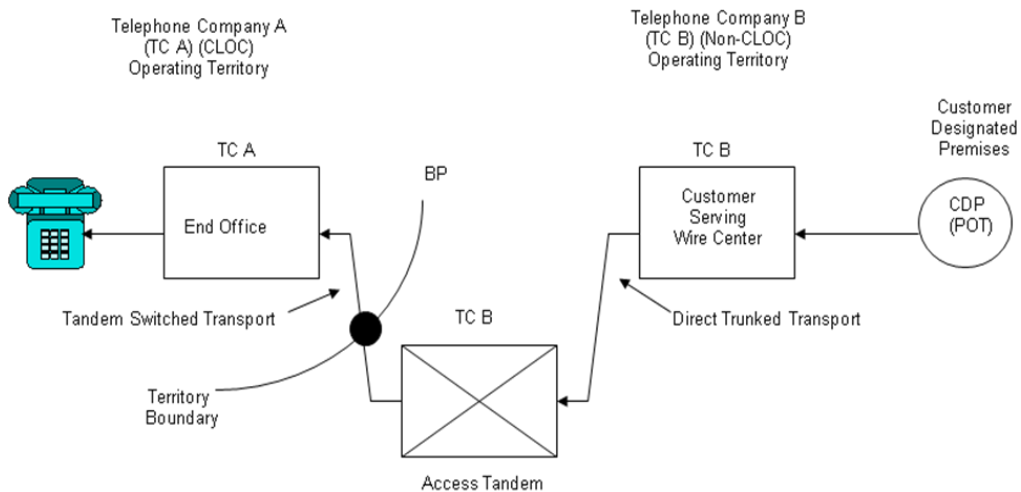 Telephone Company A
(TC A) (CLOC)
Operating Territory
Telephone Company B
(TC B) (Non-CLOC)
Operating Territory
Customer
Designated
Premises
TC A
BP
TC B
End Office
Customer
Serving
Wire Center
CDP
(POT)
Tandem Switched Transport
TC B
Direct Trunked Transport
Territory
Boundary
Access Tandem